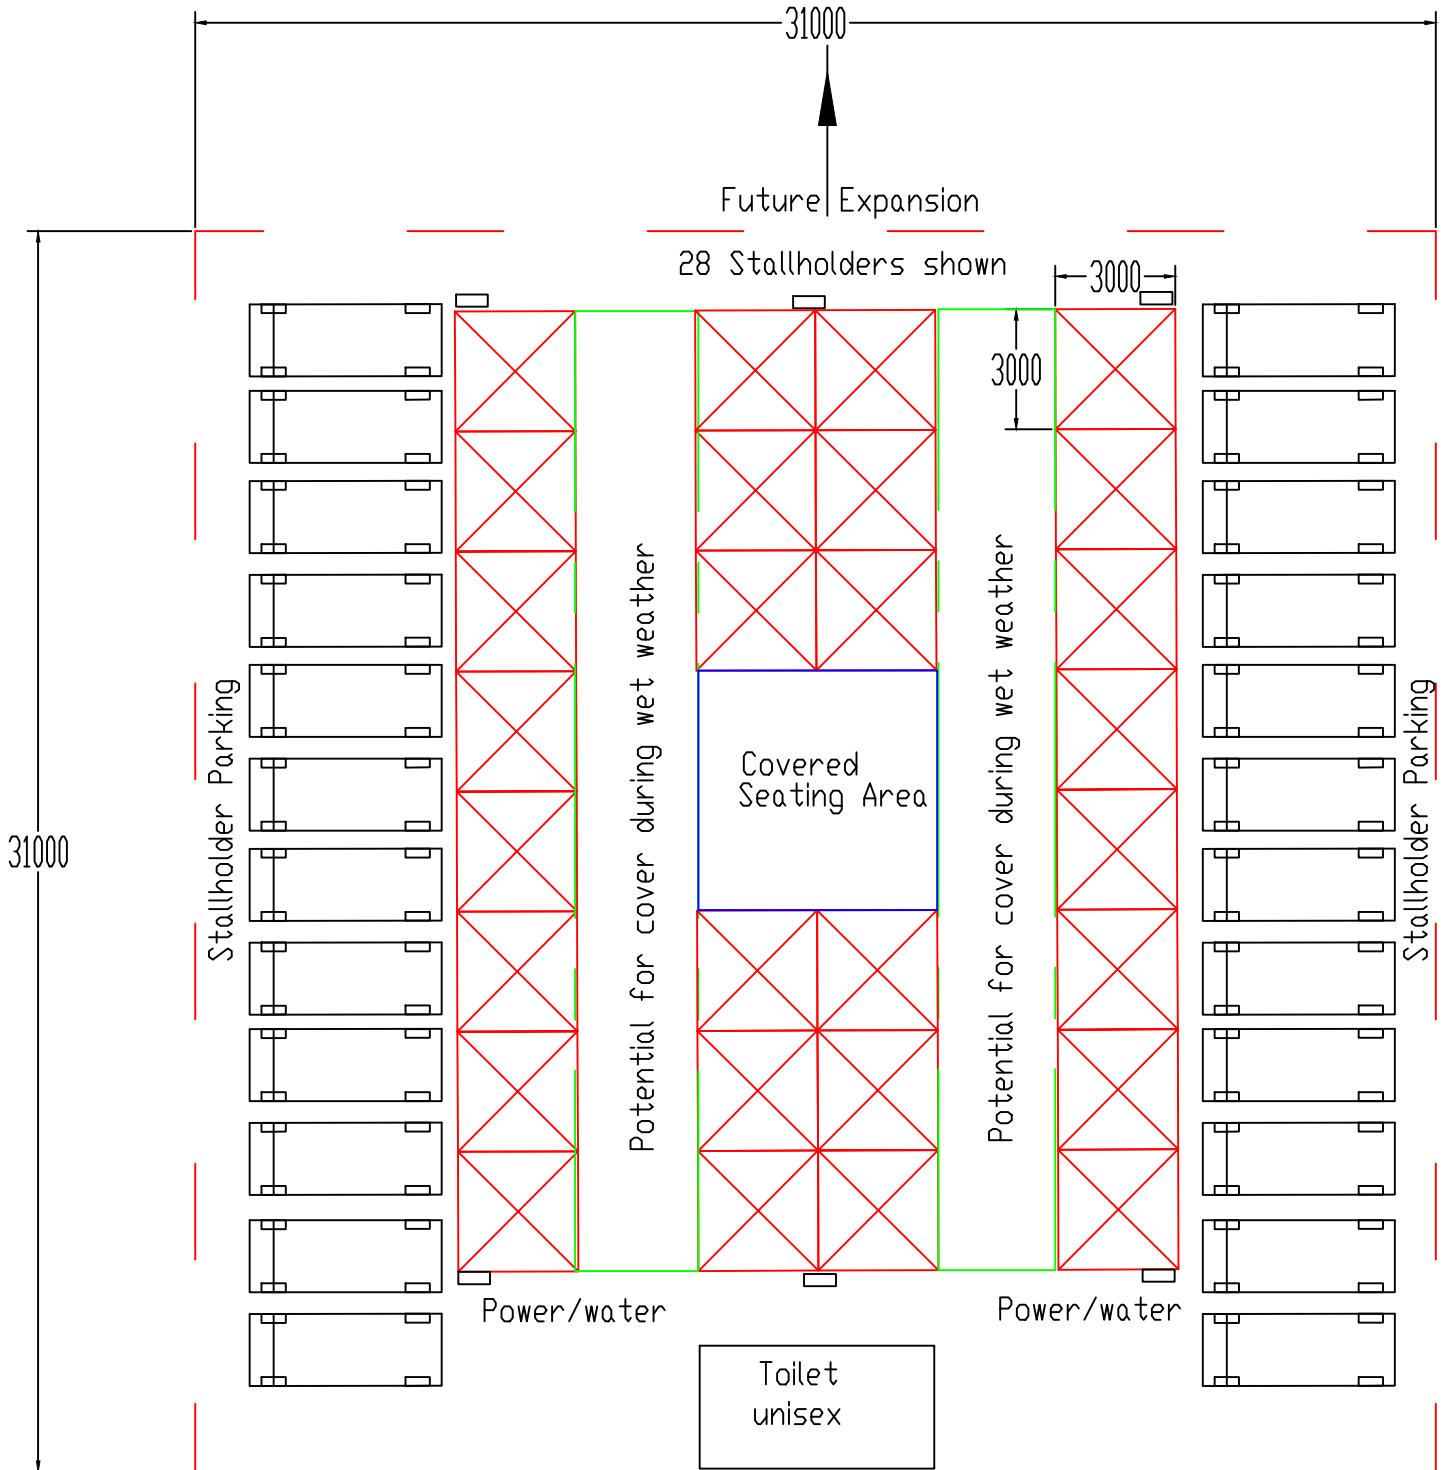 31000
Future Expansion
28 Stallholders shown
3000
3000
Potential for cover during wet weather
Potential for cover during wet weather
Stallholder Parking
Stallholder Parking
Covered
Seating Area
31000
Power/water
Power/water
Toilet
unisex